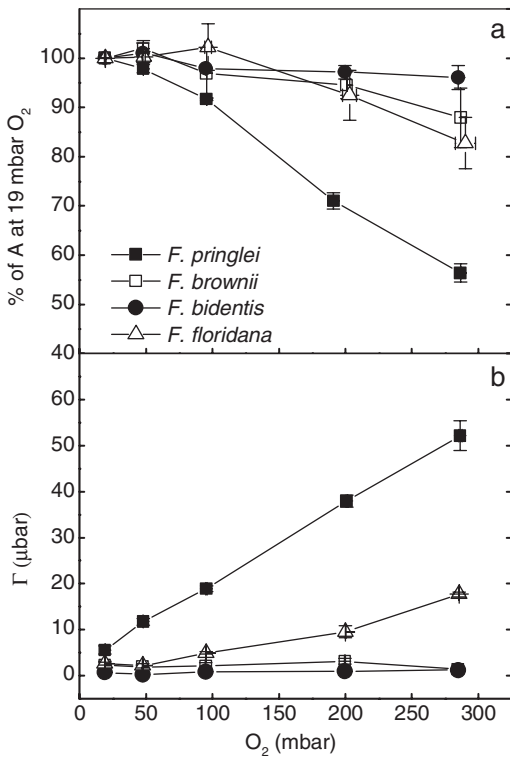 a
100
90
80
70
60
50
40
% of A at 19 mbar O2
F. pringlei
F. brownii
F. bidentis
F. floridana
b
60
50
40
30
20
10
0
Γ (μbar)
0 50 100 150 200 250 300
O2 (mbar)